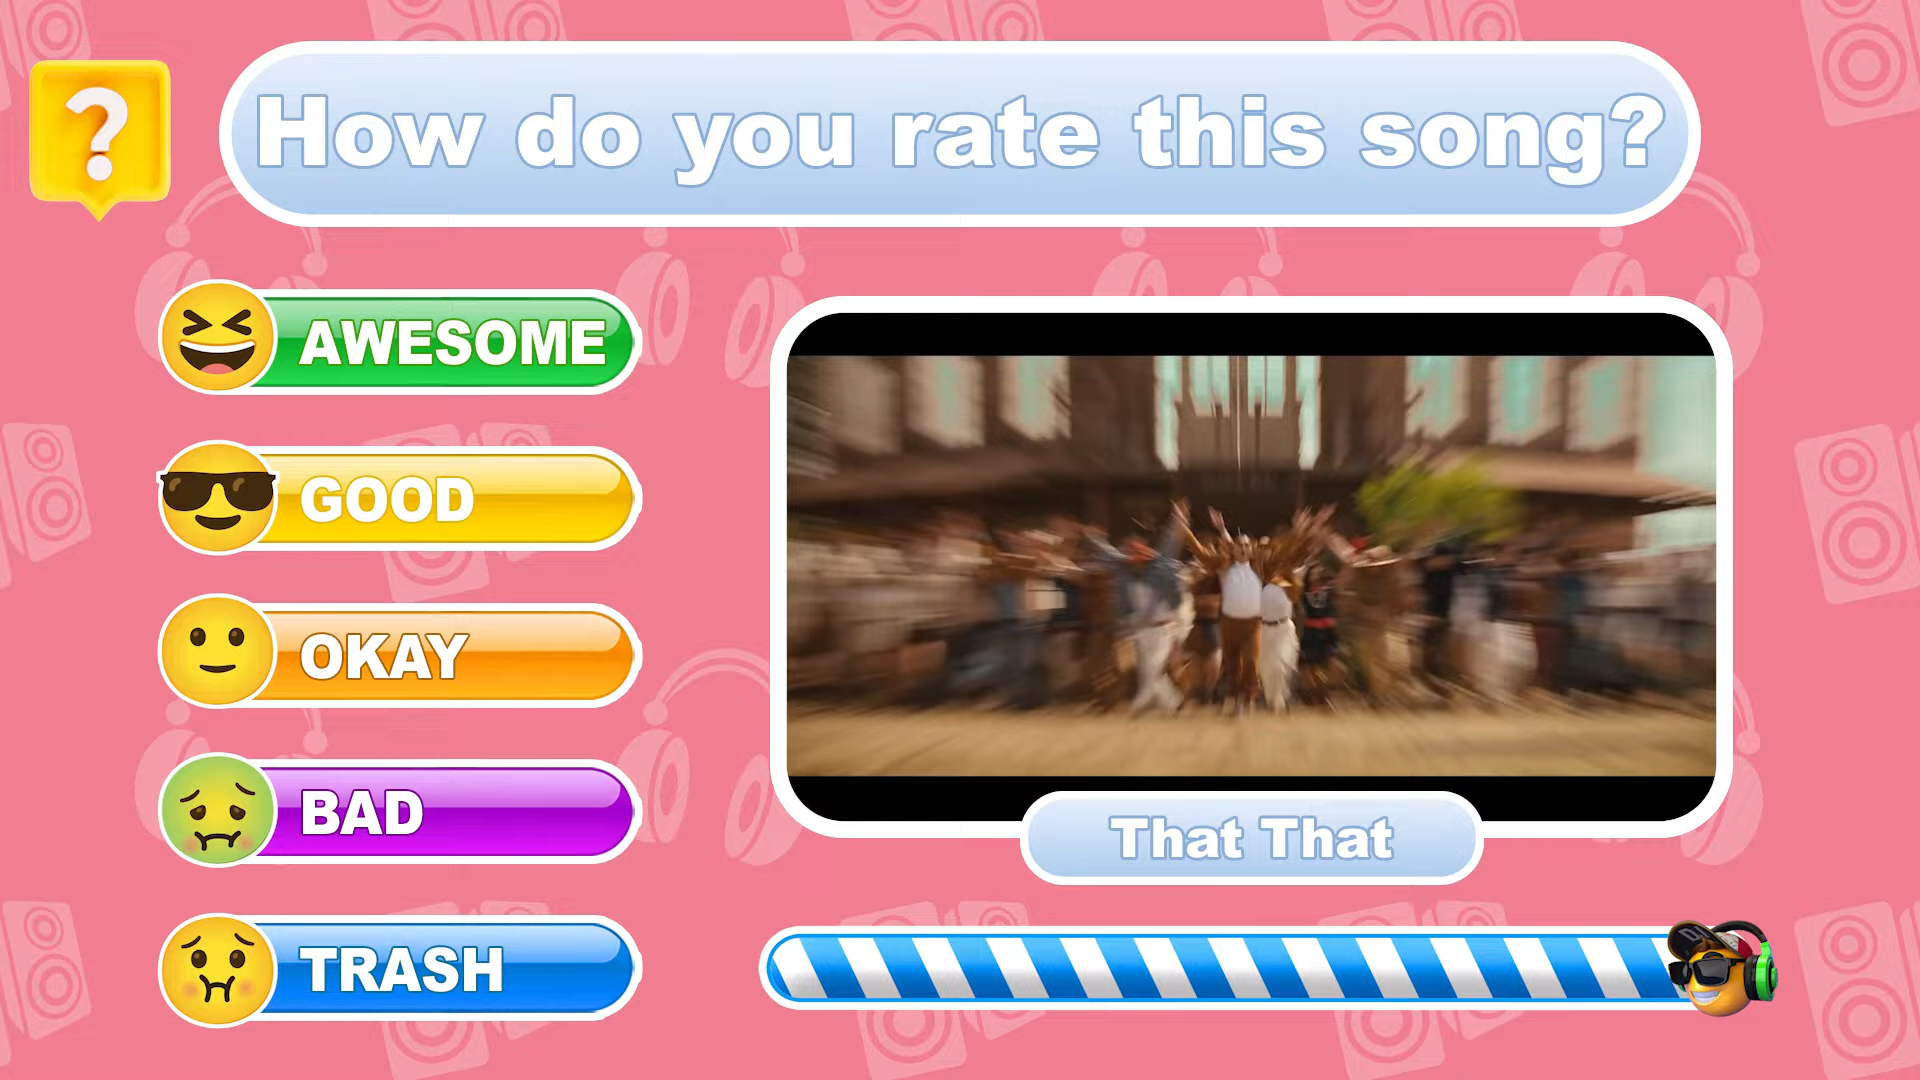 How do you rate this song?
AWESOME
GOOD
OKAY
BAD
TRASH
That That